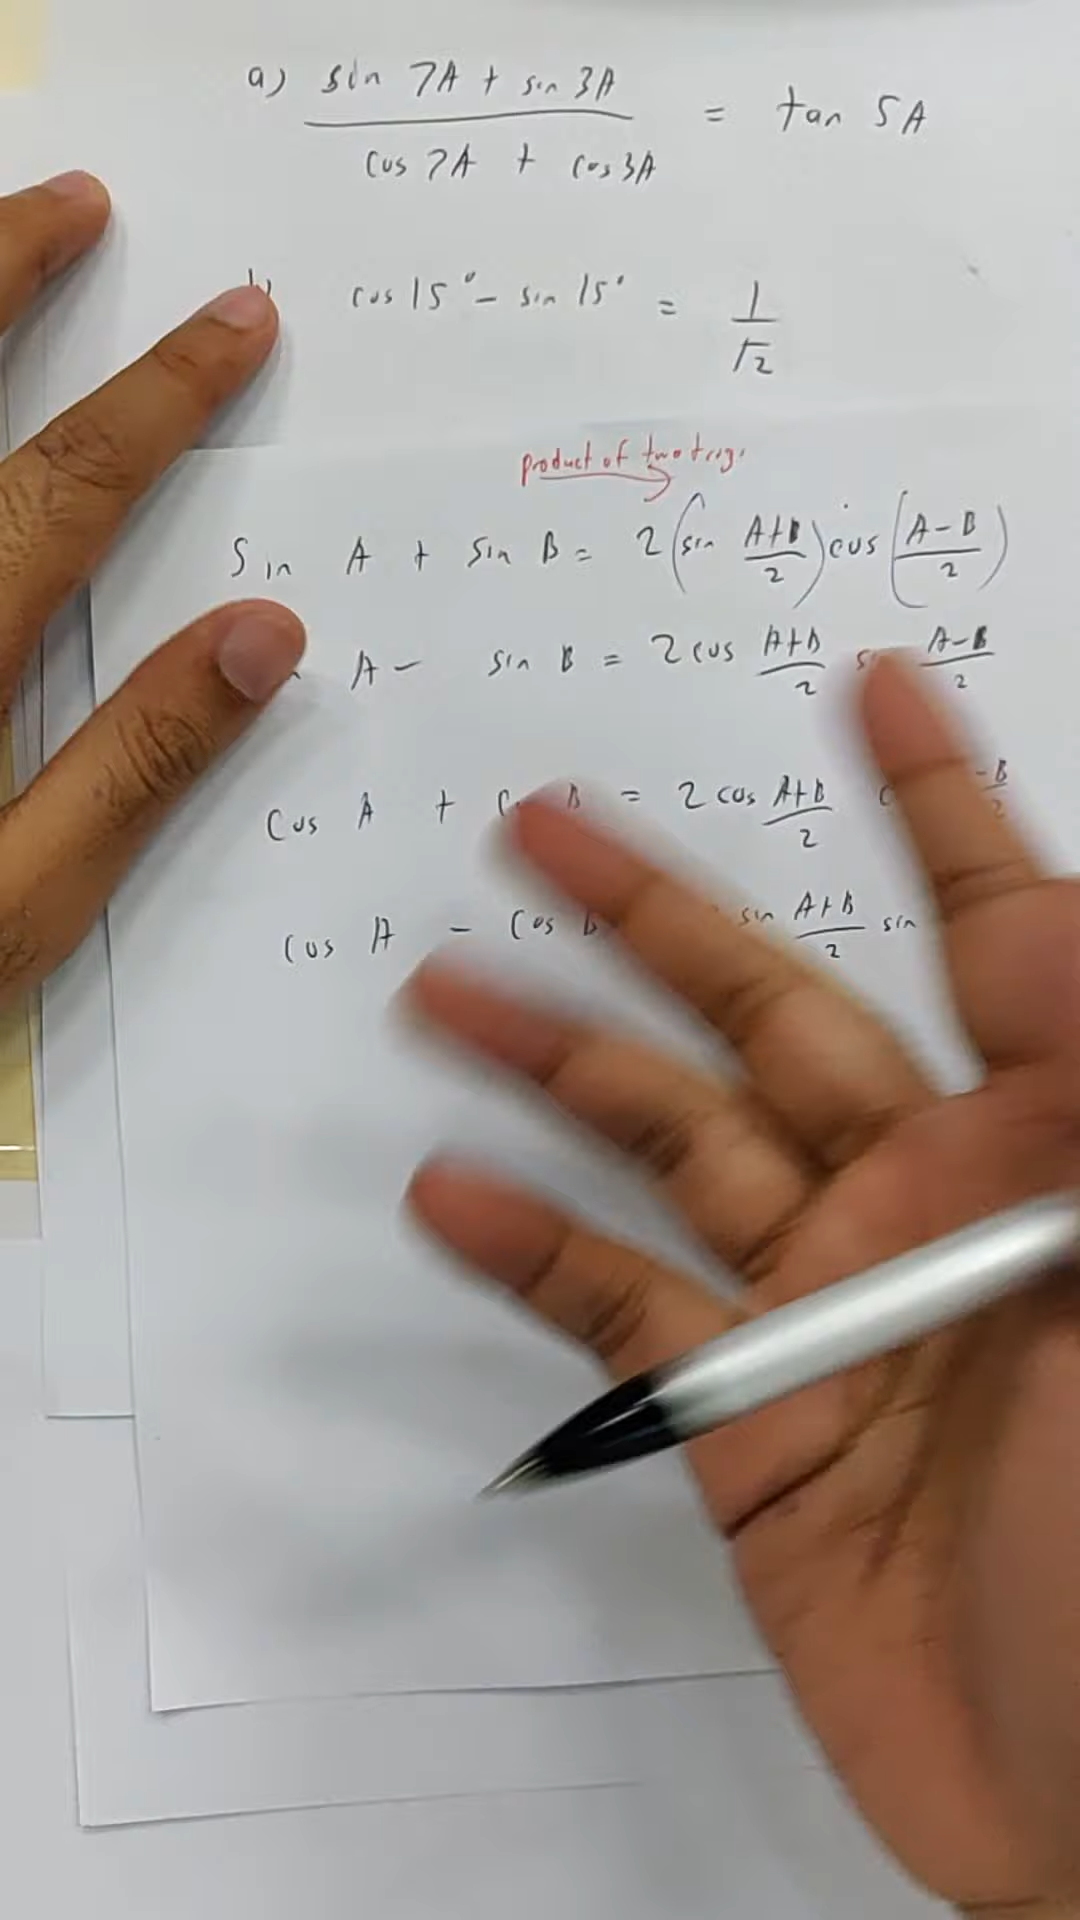 a) sin 7A + sin 3A = tan 5A
cos 7A + cos 3A
cos 15° - sin 15° = 1
√2
product of two trig.
Sin A + Sin B = 2 (sin A+B/2) cos (A-B/2)
A - sin B = 2 cos A+B/2 A-B/2
Cos A + B = 2 cos A+B/2 -B/2
Cos A - Cos B sin A+B/2 sin